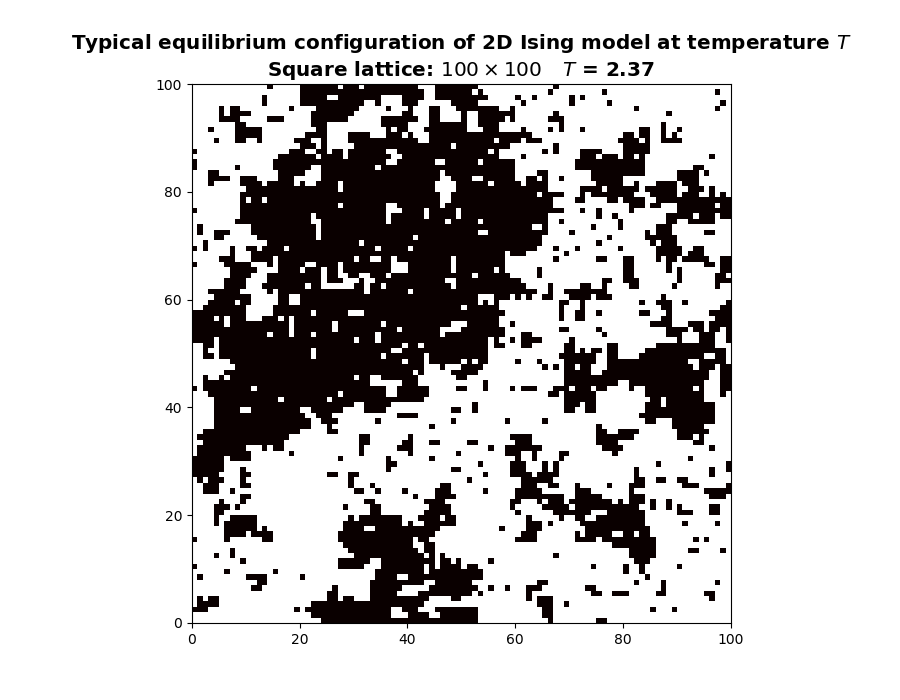 Typical equilibrium configuration of 2D Ising model at temperature T
Square lattice: 100 × 100 T = 2.37
100
80
60
40
20
0
0 20 40 60 80 100